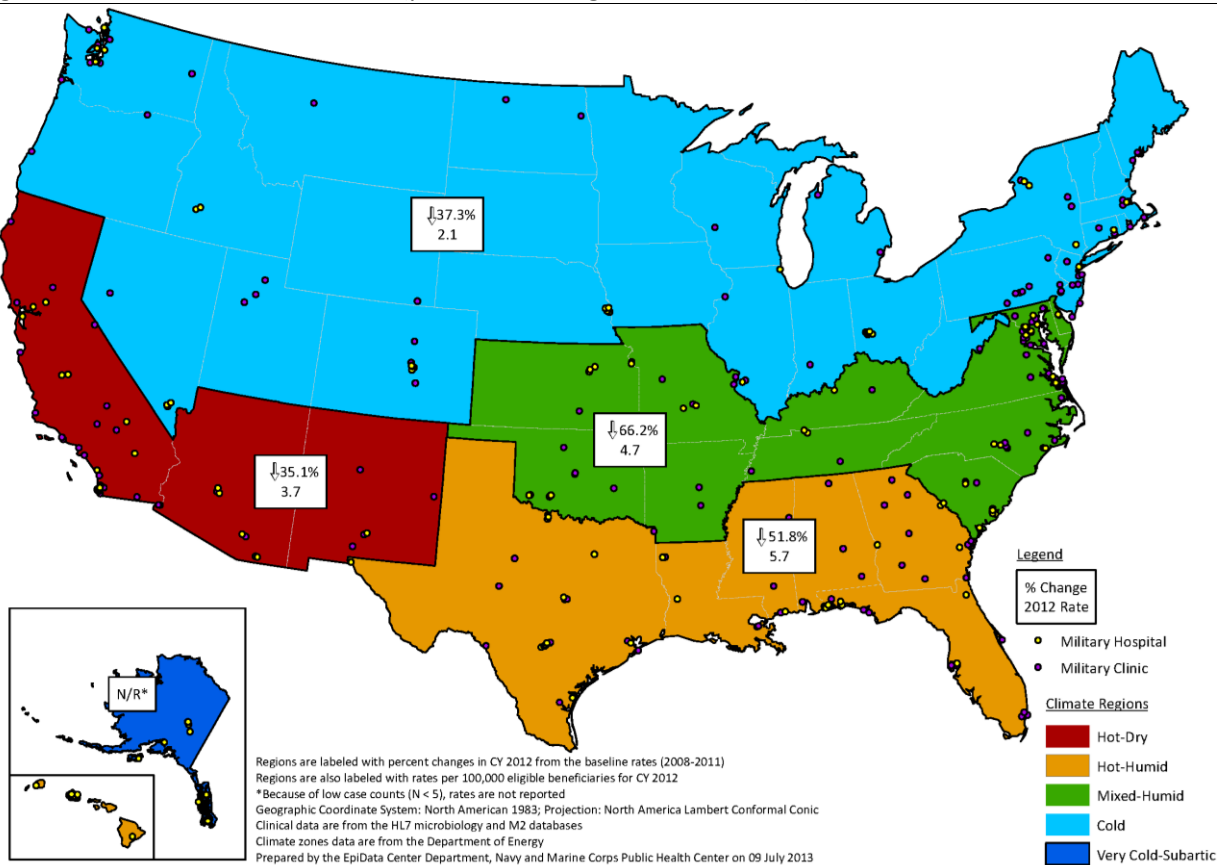 37.3%
2.1
66.2%
4.7
35.1%
3.7
51.8%
5.7
Legend
% Change
2012 Rate
Military Hospital
Military Clinic
N/R*
Climate Regions
Hot-Dry
Hot-Humid
Mixed-Humid
Cold
Very Cold-Subartic
Regions are labeled with percent changes in CY 2012 from the baseline rates (2008-2011)
Regions are also labeled with rates per 100,000 eligible beneficiaries for CY 2012
*Because of low case counts (N < 5), rates are not reported
Geographic Coordinate System: North American 1983; Projection: North America Lambert Conformal Conic
Clinical data are from the HL7 microbiology and M2 databases
Climate zones data are from the Department of Energy
Prepared by the EpiData Center Department, Navy and Marine Corps Public Health Center on 09 July 2013